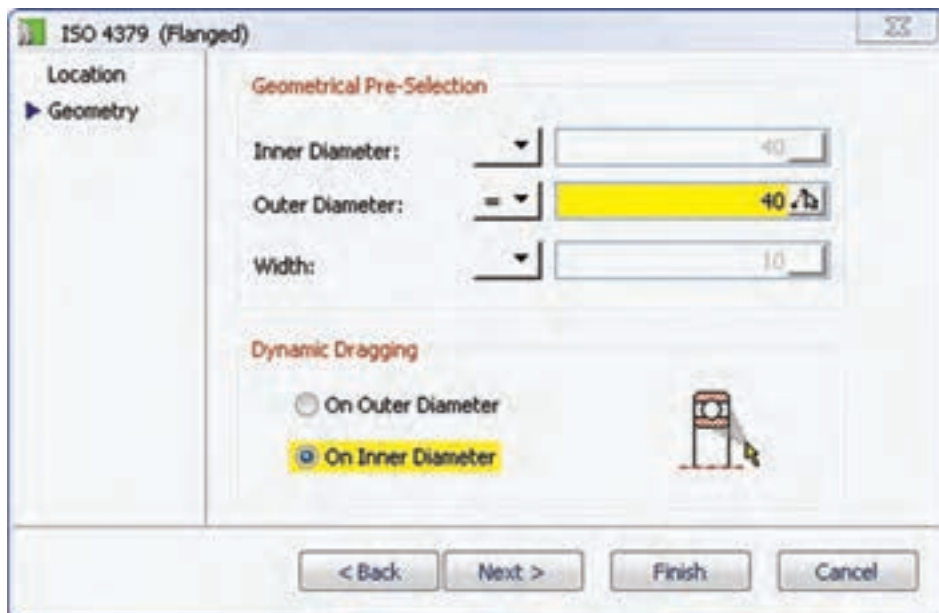 ISO 4379 (Flanged)
Location
Geometry
Geometrical Pre-Selection
Inner Diameter: 40
Outer Diameter: = 40
Width: 10
Dynamic Dragging
On Outer Diameter
On Inner Diameter
< Back Next > Finish Cancel